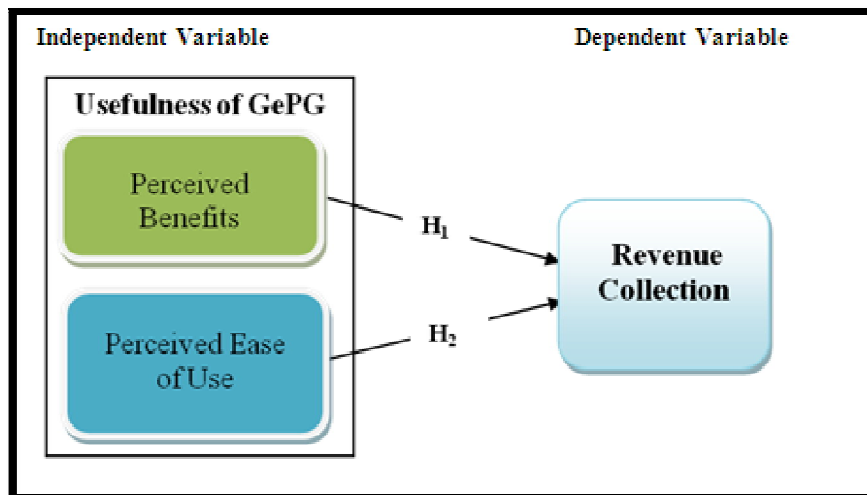 Independent Variable
Dependent Variable
Usefulness of GePG
Perceived
Benefits
H₁
Revenue
Collection
H₂
Perceived Ease
of Use